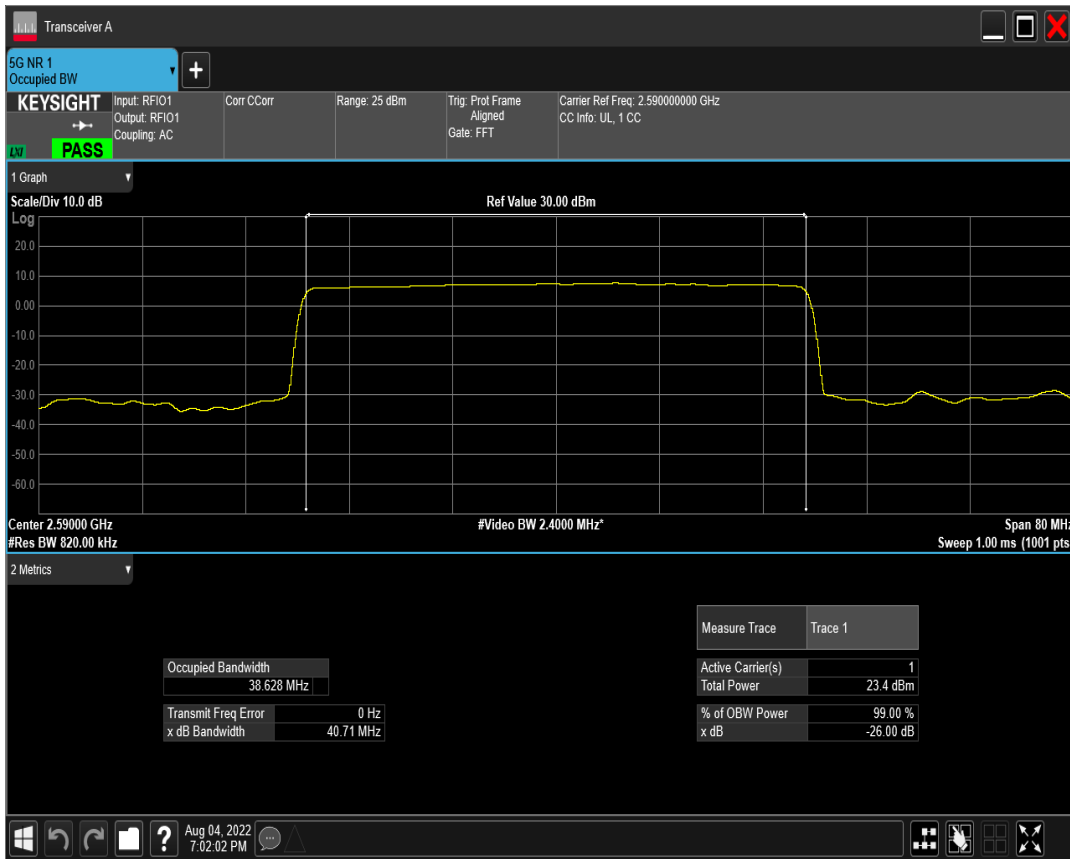 Transceiver A
5G NR 1
Occupied BW
KEYSIGHT
LXI
PASS
Input: RFIO1
Output: RFIO1
Coupling: AC
Corr CCorr
Range: 25 dBm
Trig: Prot Frame
Aligned
Gate: FFT
Carrier Ref Freq: 2.590000000 GHz
CC Info: UL, 1 CC
1 Graph
Scale/Div 10.0 dB
Ref Value 30.00 dBm
Log
20.0
10.0
0.00
-10.0
-20.0
-30.0
-40.0
-50.0
-60.0
Center 2.59000 GHz
#Video BW 2.4000 MHz*
Span 80 MHz
#Res BW 820.00 kHz
Sweep 1.00 ms (1001 pts
2 Metrics
Measure Trace Trace 1
Occupied Bandwidth
38.628 MHz
Active Carrier(s) 1
Total Power 23.4 dBm
Transmit Freq Error 0 Hz
x dB Bandwidth 40.71 MHz
% of OBW Power 99.00 %
x dB -26.00 dB
?
Aug 04, 2022
7:02:02 PM